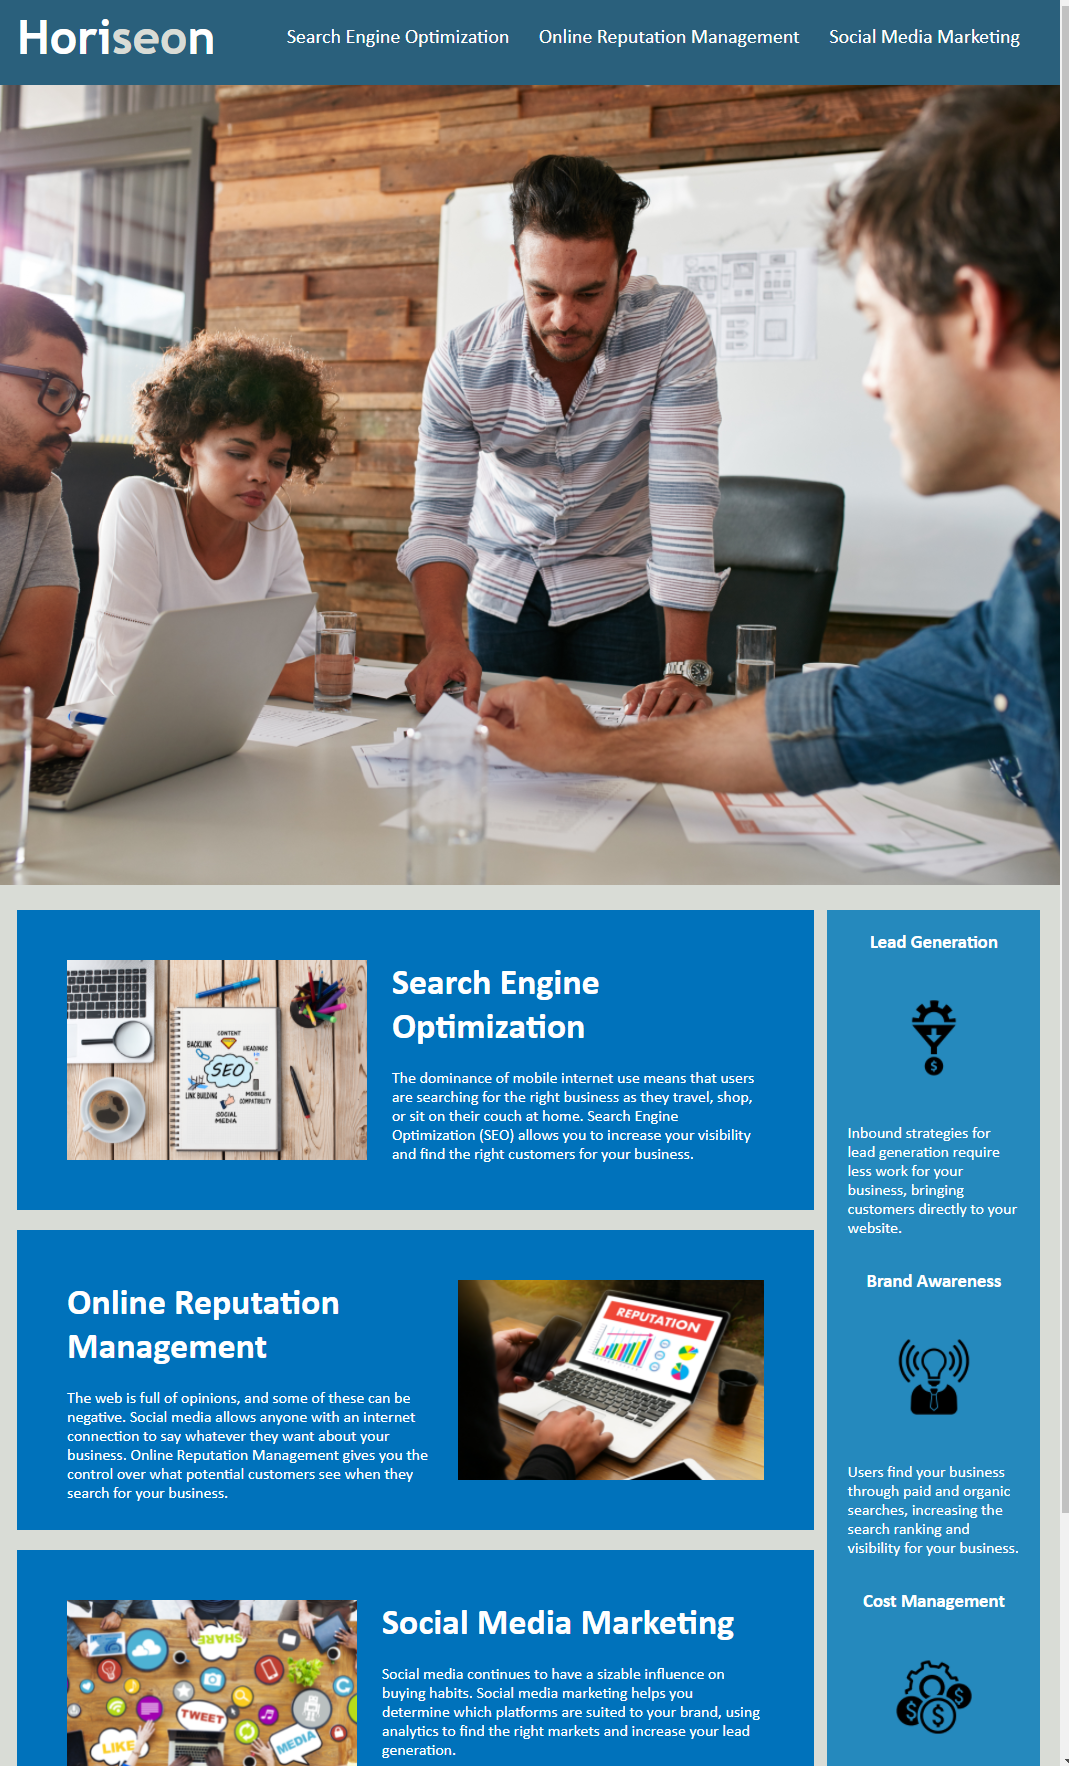 Horiseon
Search Engine Optimization
Online Reputation Management
Social Media Marketing
Search Engine
Optimization
The dominance of mobile internet use means that users
are searching for the right business as they travel, shop,
or sit on their couch at home. Search Engine
Optimization (SEO) allows you to increase your visibility
and find the right customers for your business.
CONTENT
BACKLINK
HEADINGS
SEO
LINK BUILDING
MOBILE
COMPATIBILITY
SOCIAL
MEDIA
Online Reputation
Management
The web is full of opinions, and some of these can be
negative. Social media allows anyone with an internet
connection to say whatever they want about your
business. Online Reputation Management gives you the
control over what potential customers see when they
search for your business.
REPUTATION
Social Media Marketing
Social media continues to have a sizable influence on
buying habits. Social media marketing helps you
determine which platforms are suited to your brand, using
analytics to find the right markets and increase your lead
generation.
SHARE
TWEET
LIKE
MEDIA
Lead Generation
$
Inbound strategies for
lead generation require
less work for your
business, bringing
customers directly to your
website.
Brand Awareness
Users find your business
through paid and organic
searches, increasing the
search ranking and
visibility for your business.
Cost Management
$
$
$